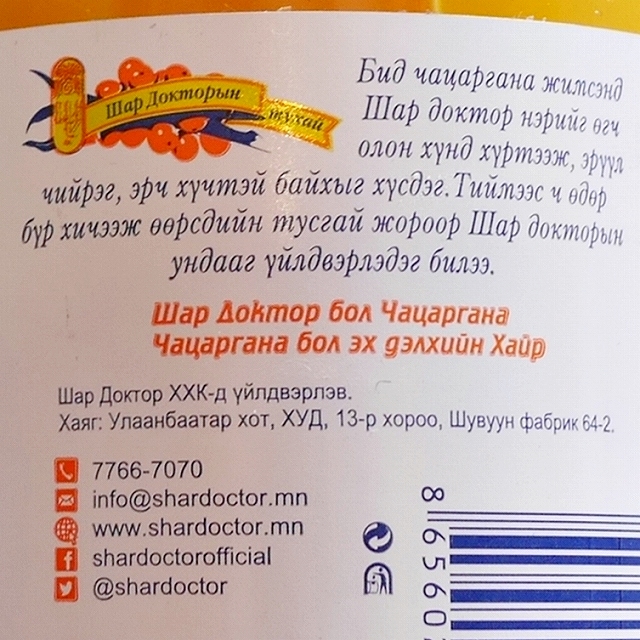 Шар Докторын
тухай
Бид чацаргана жимсэнд
Шар доктор нэрийг өгч
олон хүнд хүртээж, эрүүл
чийрэг, эрч хүчтэй байхыг хүсдэг.Тиймээс ч өдөр
бүр хичээж өөрсдийн тусгай жороор Шар докторын
ундааг үйлдвэрлэдэг билээ.
Шар Доктор бол Чацаргана
Чацаргана бол эх дэлхийн Хайр
Шар Доктор ХХК-д үйлдвэрлэв.
Хаяг: Улаанбаатар хот, ХУД, 13-р хороо, Шувуун фабрик 64-2.
7766-7070
info@shardoctor.mn
www.shardoctor.mn
shardoctorofficial
@shardoctor
8 6560